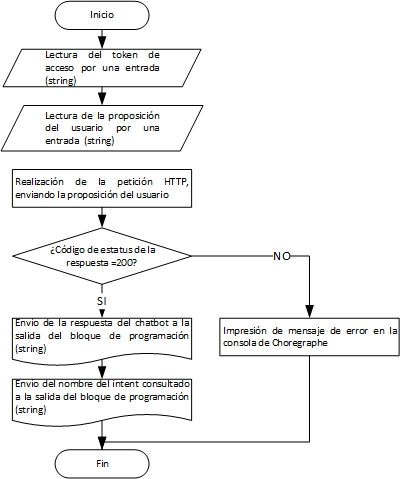 Inicio
Lectura del token de
acceso por una entrada
(string)
Lectura de la proposición
del usuario por una
entrada (string)
Realización de la petición HTTP,
enviando la proposición del usuario
¿Código de estatus de la
respuesta =200?
NO
SI
Envio de la respuesta del chatbot a la
salida del bloque de programación
(string)
Impresión de mensaje de error en la
consola de Choregraphe
Envio del nombre del intent consultado
a la salida del bloque de programación
(string)
Fin